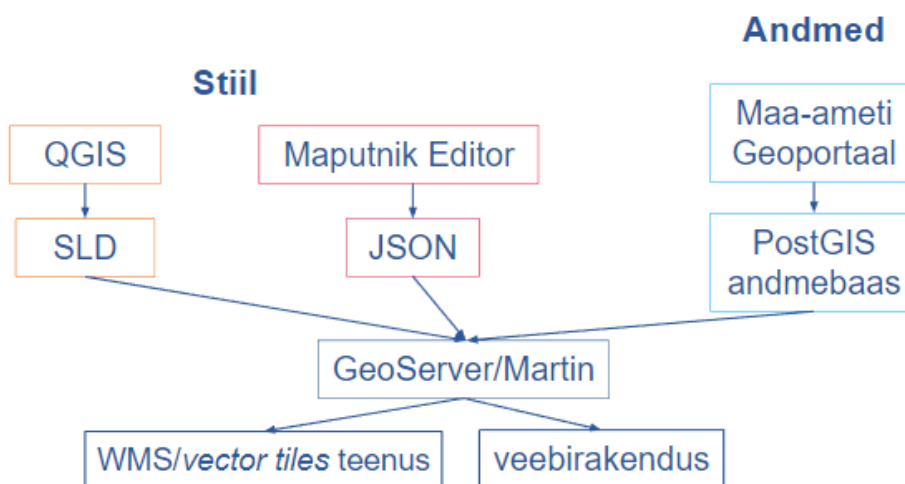 Andmed
Stiil
Maa-ameti
Geoportaal
QGIS
Maputnik Editor
SLD
JSON
PostGIS
andmebaas
GeoServer/Martin
WMS/vector tiles teenus
veebirakendus